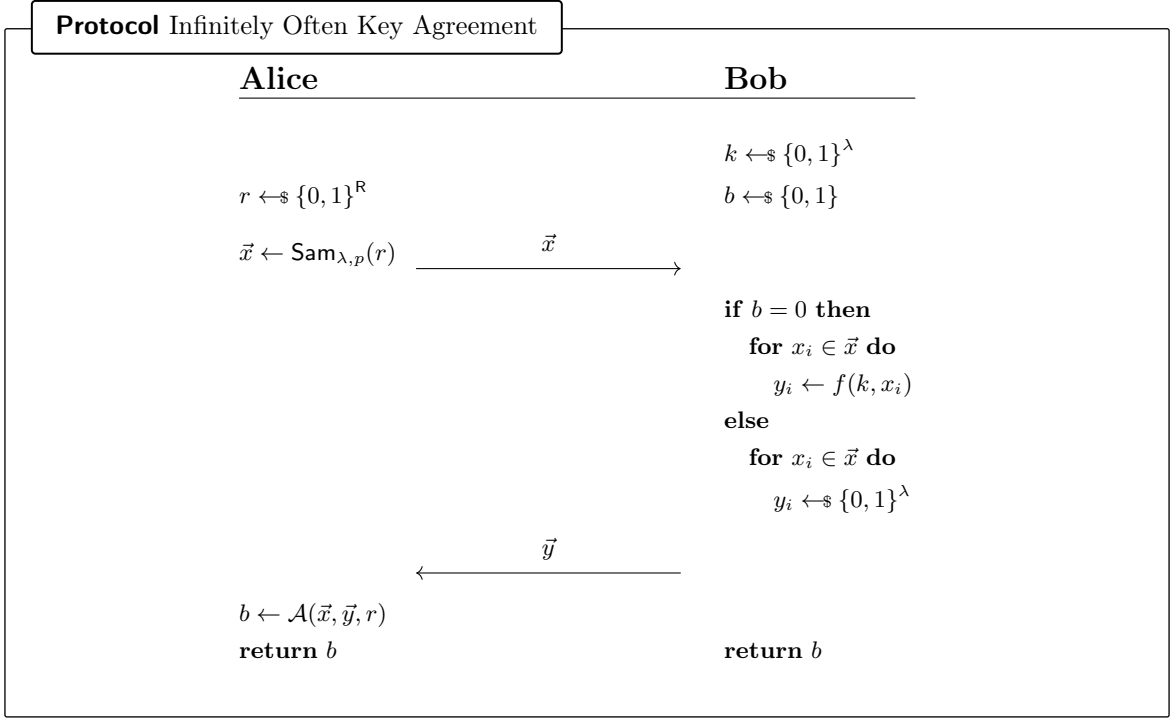 Protocol Infinitely Often Key Agreement
Alice Bob
k ←$ {0, 1}^λ
r ←$ {0, 1}^R b ←$ {0, 1}
x⃗ ← Sam_{λ,p}(r) x⃗
if b = 0 then
for x_i ∈ x⃗ do
y_i ← f(k, x_i)
else
for x_i ∈ x⃗ do
y_i ←$ {0, 1}^λ
y⃗
b ← 𝒜(x⃗, y⃗, r)
return b return b